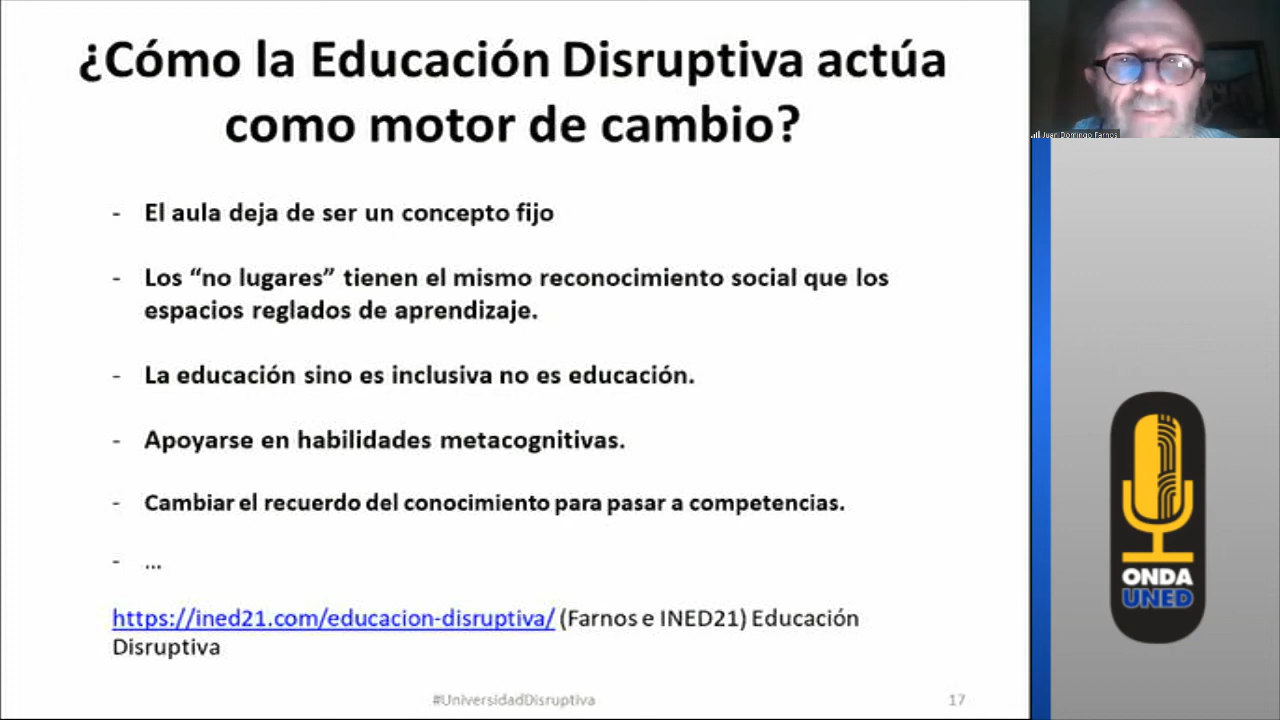 ¿Cómo la Educación Disruptiva actúa
como motor de cambio?
- El aula deja de ser un concepto fijo
- Los “no lugares” tienen el mismo reconocimiento social que los
espacios reglados de aprendizaje.
- La educación sino es inclusiva no es educación.
- Apoyarse en habilidades metacognitivas.
- Cambiar el recuerdo del conocimiento para pasar a competencias.
- ...
https://ined21.com/educacion-disruptiva/ (Farnos e INED21) Educación
Disruptiva
#UniversidadDisruptiva
17
Juan Domingo Farnos
ONDA
UNED